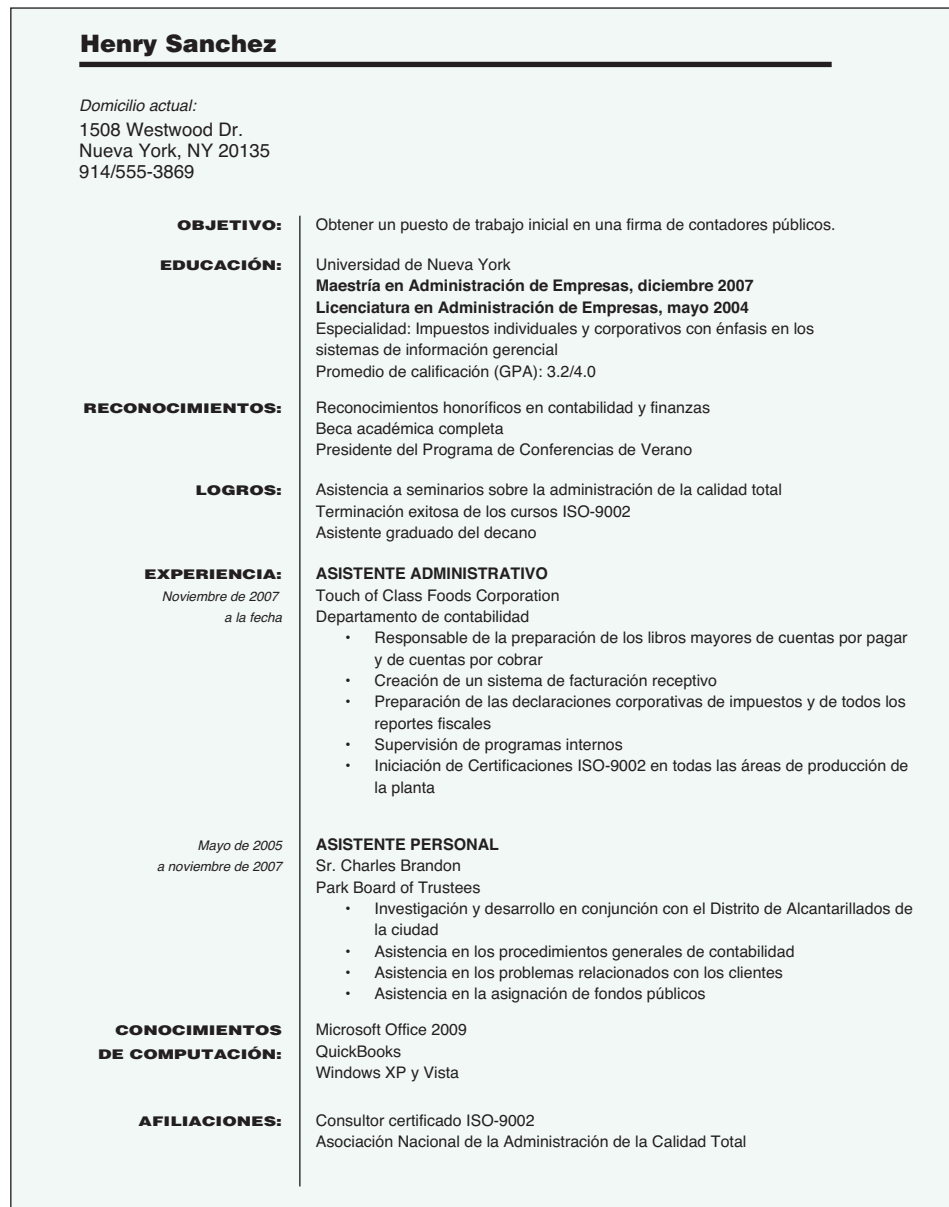 Henry Sanchez
Domicilio actual:
1508 Westwood Dr.
Nueva York, NY 20135
914/555-3869
OBJETIVO:
Obtener un puesto de trabajo inicial en una firma de contadores públicos.
EDUCACIÓN:
Universidad de Nueva York
Maestría en Administración de Empresas, diciembre 2007
Licenciatura en Administración de Empresas, mayo 2004
Especialidad: Impuestos individuales y corporativos con énfasis en los
sistemas de información gerencial
Promedio de calificación (GPA): 3.2/4.0
RECONOCIMIENTOS:
Reconocimientos honoríficos en contabilidad y finanzas
Beca académica completa
Presidente del Programa de Conferencias de Verano
LOGROS:
Asistencia a seminarios sobre la administración de la calidad total
Terminación exitosa de los cursos ISO-9002
Asistente graduado del decano
EXPERIENCIA:
Noviembre de 2007
a la fecha
ASISTENTE ADMINISTRATIVO
Touch of Class Foods Corporation
Departamento de contabilidad
• Responsable de la preparación de los libros mayores de cuentas por pagar
y de cuentas por cobrar
• Creación de un sistema de facturación receptivo
• Preparación de las declaraciones corporativas de impuestos y de todos los
reportes fiscales
• Supervisión de programas internos
• Iniciación de Certificaciones ISO-9002 en todas las áreas de producción de
la planta
Mayo de 2005
a noviembre de 2007
ASISTENTE PERSONAL
Sr. Charles Brandon
Park Board of Trustees
• Investigación y desarrollo en conjunción con el Distrito de Alcantarillados de
la ciudad
• Asistencia en los procedimientos generales de contabilidad
• Asistencia en los problemas relacionados con los clientes
• Asistencia en la asignación de fondos públicos
CONOCIMIENTOS
DE COMPUTACIÓN:
Microsoft Office 2009
QuickBooks
Windows XP y Vista
AFILIACIONES:
Consultor certificado ISO-9002
Asociación Nacional de la Administración de la Calidad Total